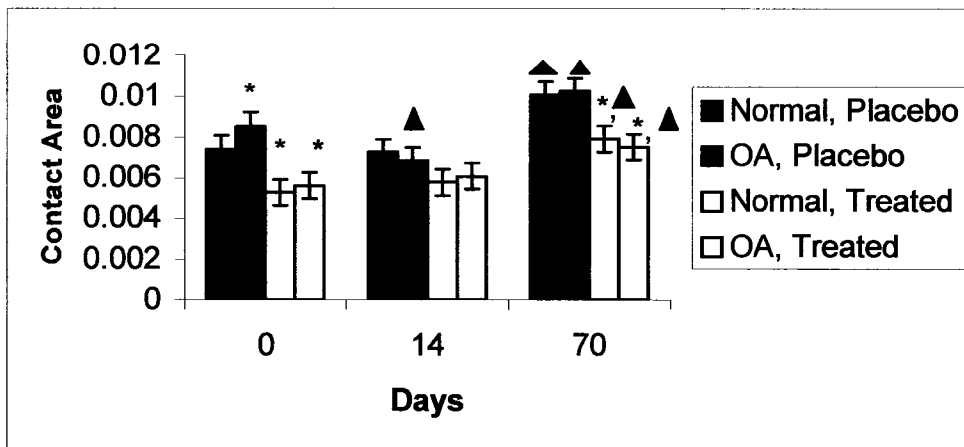 0.012
0.01
0.008
0.006
0.004
0.002
0
Contact Area
*
*
*
*,
*,
0
14
70
Days
Normal, Placebo
OA, Placebo
Normal, Treated
OA, Treated